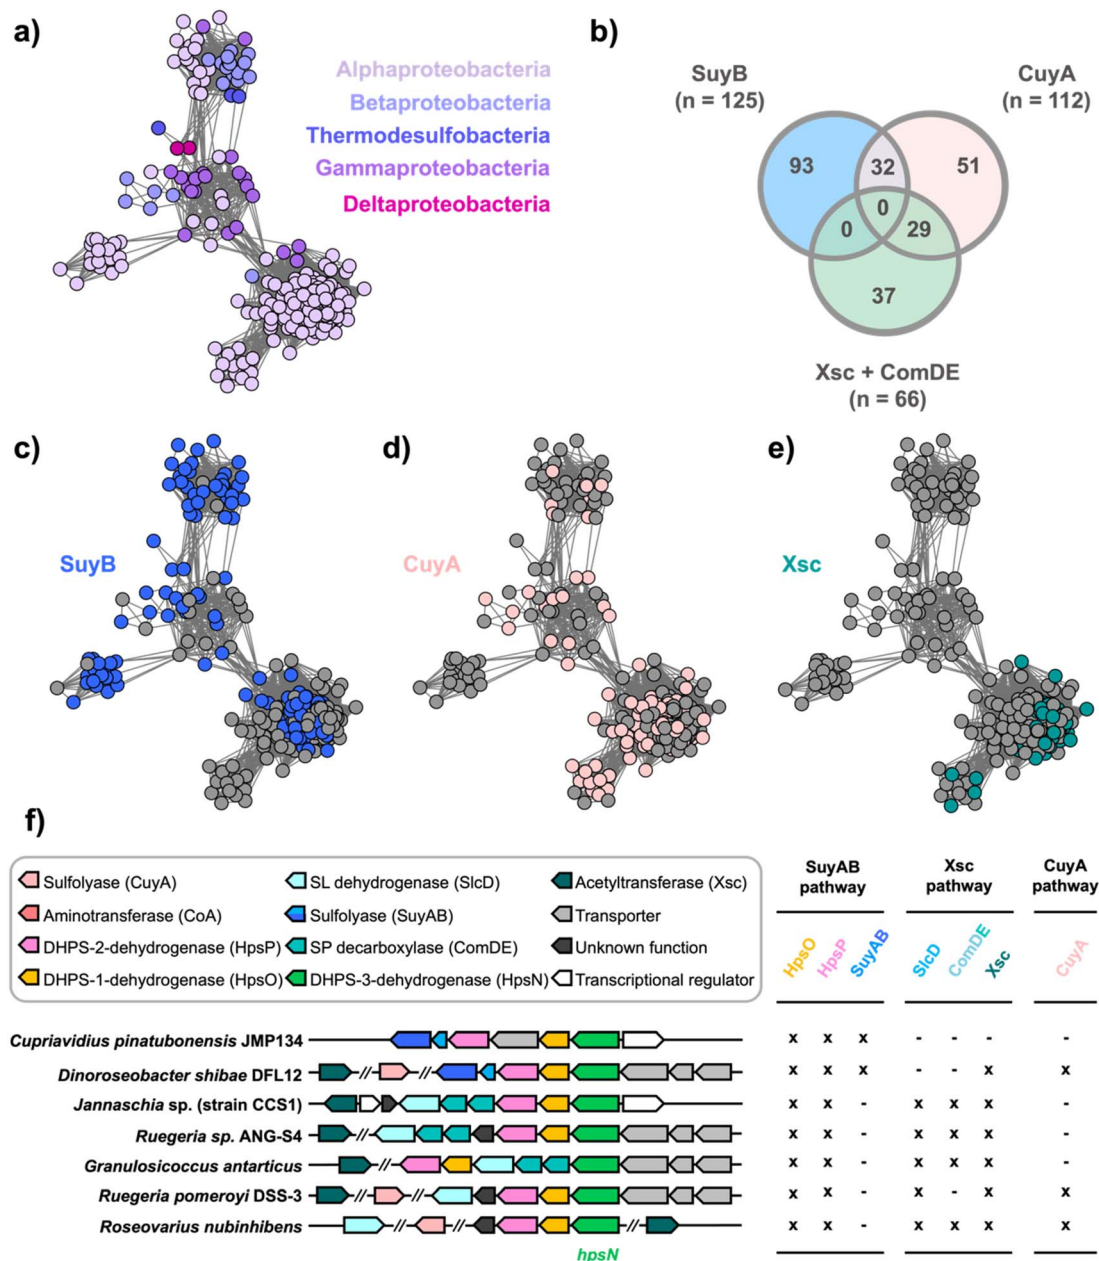 a)
Alphaproteobacteria
Betaproteobacteria
Thermodesulfobacteria
Gammaproteobacteria
Deltaproteobacteria
b)
SuyB
(n = 125)
CuyA
(n = 112)
93
32
51
0
0
29
37
Xsc + ComDE
(n = 66)
c)
SuyB
d)
CuyA
e)
Xsc
f)
Sulfolyase (CuyA)
Aminotransferase (CoA)
DHPS-2-dehydrogenase (HpsP)
DHPS-1-dehydrogenase (HpsO)
SL dehydrogenase (SlcD)
Sulfolyase (SuyAB)
SP decarboxylase (ComDE)
DHPS-3-dehydrogenase (HpsN)
Acetyltransferase (Xsc)
Transporter
Unknown function
Transcriptional regulator
SuyAB
pathway
Xsc
pathway
CuyA
pathway
HpsO HpsP SuyAB SlcD ComDE Xsc CuyA
Cupriavidius pinatubonensis JMP134 x x x - - - -
Dinoroseobacter shibae DFL12 // // x x x - - x x
Jannaschia sp. (strain CCS1) x x - x x x -
Ruegeria sp. ANG-S4 // x x - x x x -
Granulosicoccus antarticus // x x - x x x -
Ruegeria pomeroyi DSS-3 // // x x - x - x x
Roseovarius nubinhibens // // // x x - x x x x
hpsN